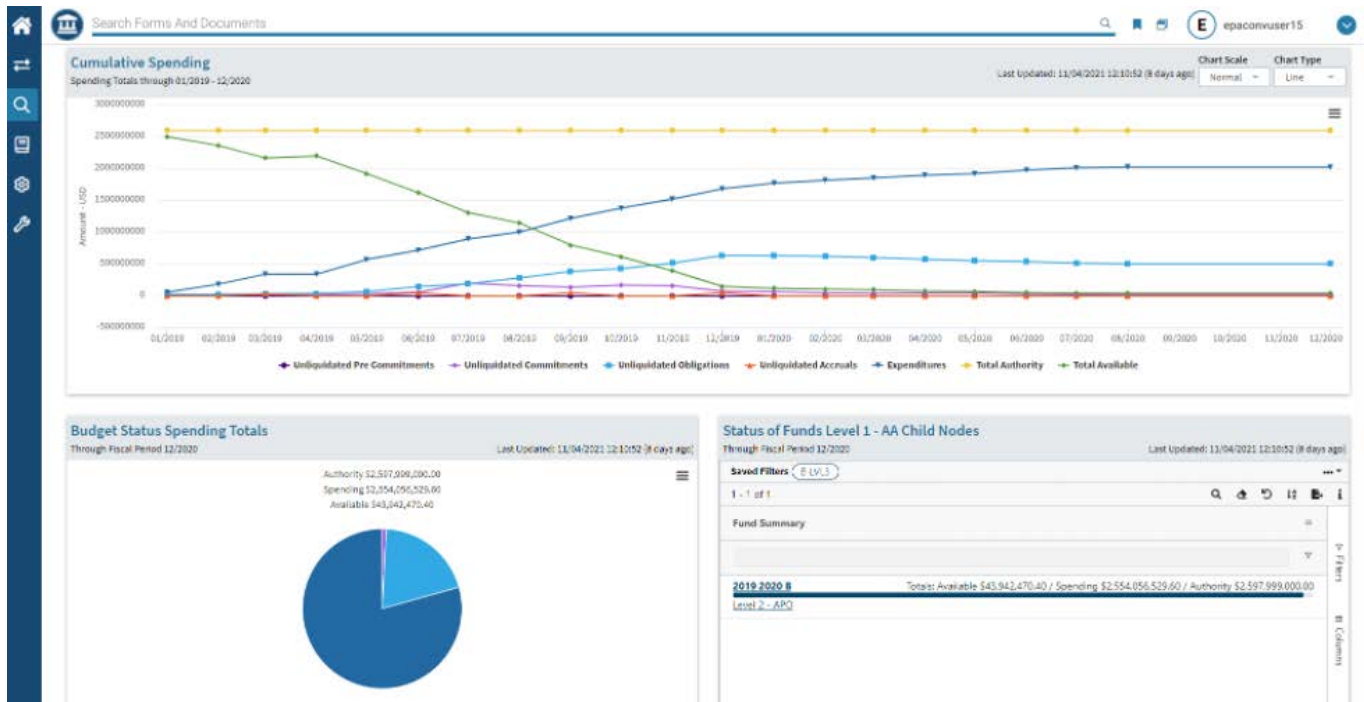 Search Forms And Documents
E epaconvuser15
Cumulative Spending
Spending Totals through 01/2019 - 12/2020
Last Updated: 11/04/2021 12:10:52 (8 days ago)
Chart Scale
Normal
Chart Type
Line
Amount - USD
3000000000
2500000000
2000000000
1500000000
1000000000
500000000
0
-500000000
01/2019 02/2019 03/2019 04/2019 05/2019 06/2019 07/2019 08/2019 09/2019 10/2019 11/2019 12/2019 01/2020 02/2020 03/2020 04/2020 05/2020 06/2020 07/2020 08/2020 09/2020 10/2020 11/2020 12/2020
Unliquidated Pre Commitments Unliquidated Commitments Unliquidated Obligations Unliquidated Accruals Expenditures Total Authority Total Available
Budget Status Spending Totals
Through Fiscal Period 12/2020
Last Updated: 11/04/2021 12:10:52 (8 days ago)
Authority $2,597,999,000.00
Spending $2,554,056,529.60
Available $43,942,470.40
Status of Funds Level 1 - AA Child Nodes
Through Fiscal Period 12/2020
Last Updated: 11/04/2021 12:10:52 (8 days ago)
Saved Filters
1 - 1 of 1
Fund Summary
2019 2020 B
Totals: Available $43,942,470.40 / Spending $2,554,056,529.60 / Authority $2,597,999,000.00
Level 2 - APO
Filters
Columns